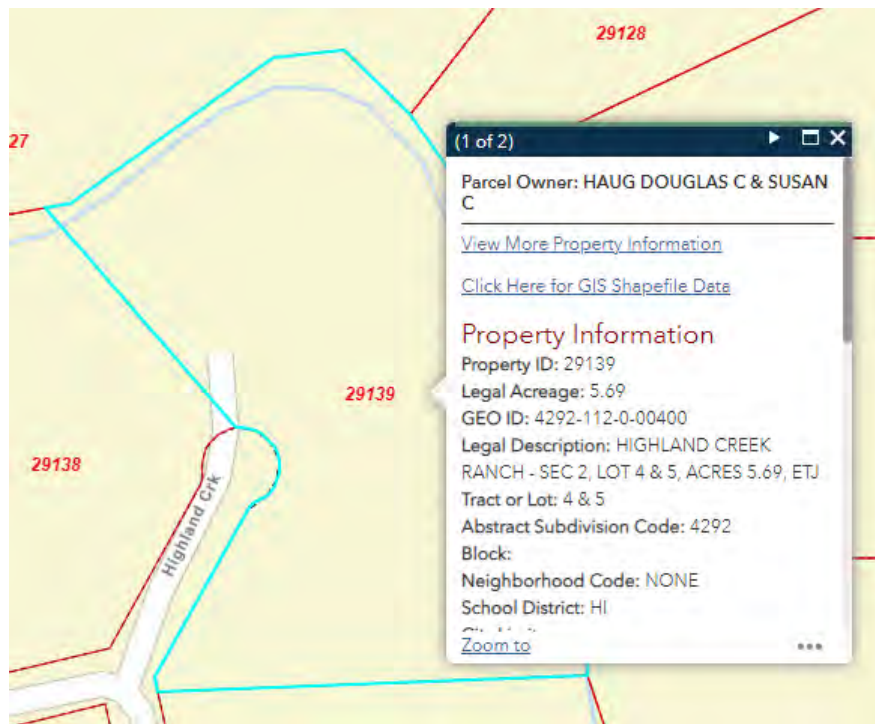 29128
27
(1 of 2)
Parcel Owner: HAUG DOUGLAS C & SUSAN
C
View More Property Information
Click Here for GIS Shapefile Data
Property Information
Property ID: 29139
Legal Acreage: 5.69
GEO ID: 4292-112-0-00400
Legal Description: HIGHLAND CREEK
RANCH - SEC 2, LOT 4 & 5, ACRES 5.69, ETJ
Tract or Lot: 4 & 5
Abstract Subdivision Code: 4292
Block:
Neighborhood Code: NONE
School District: HI
Zoom to
29139
29138
Highland Crk